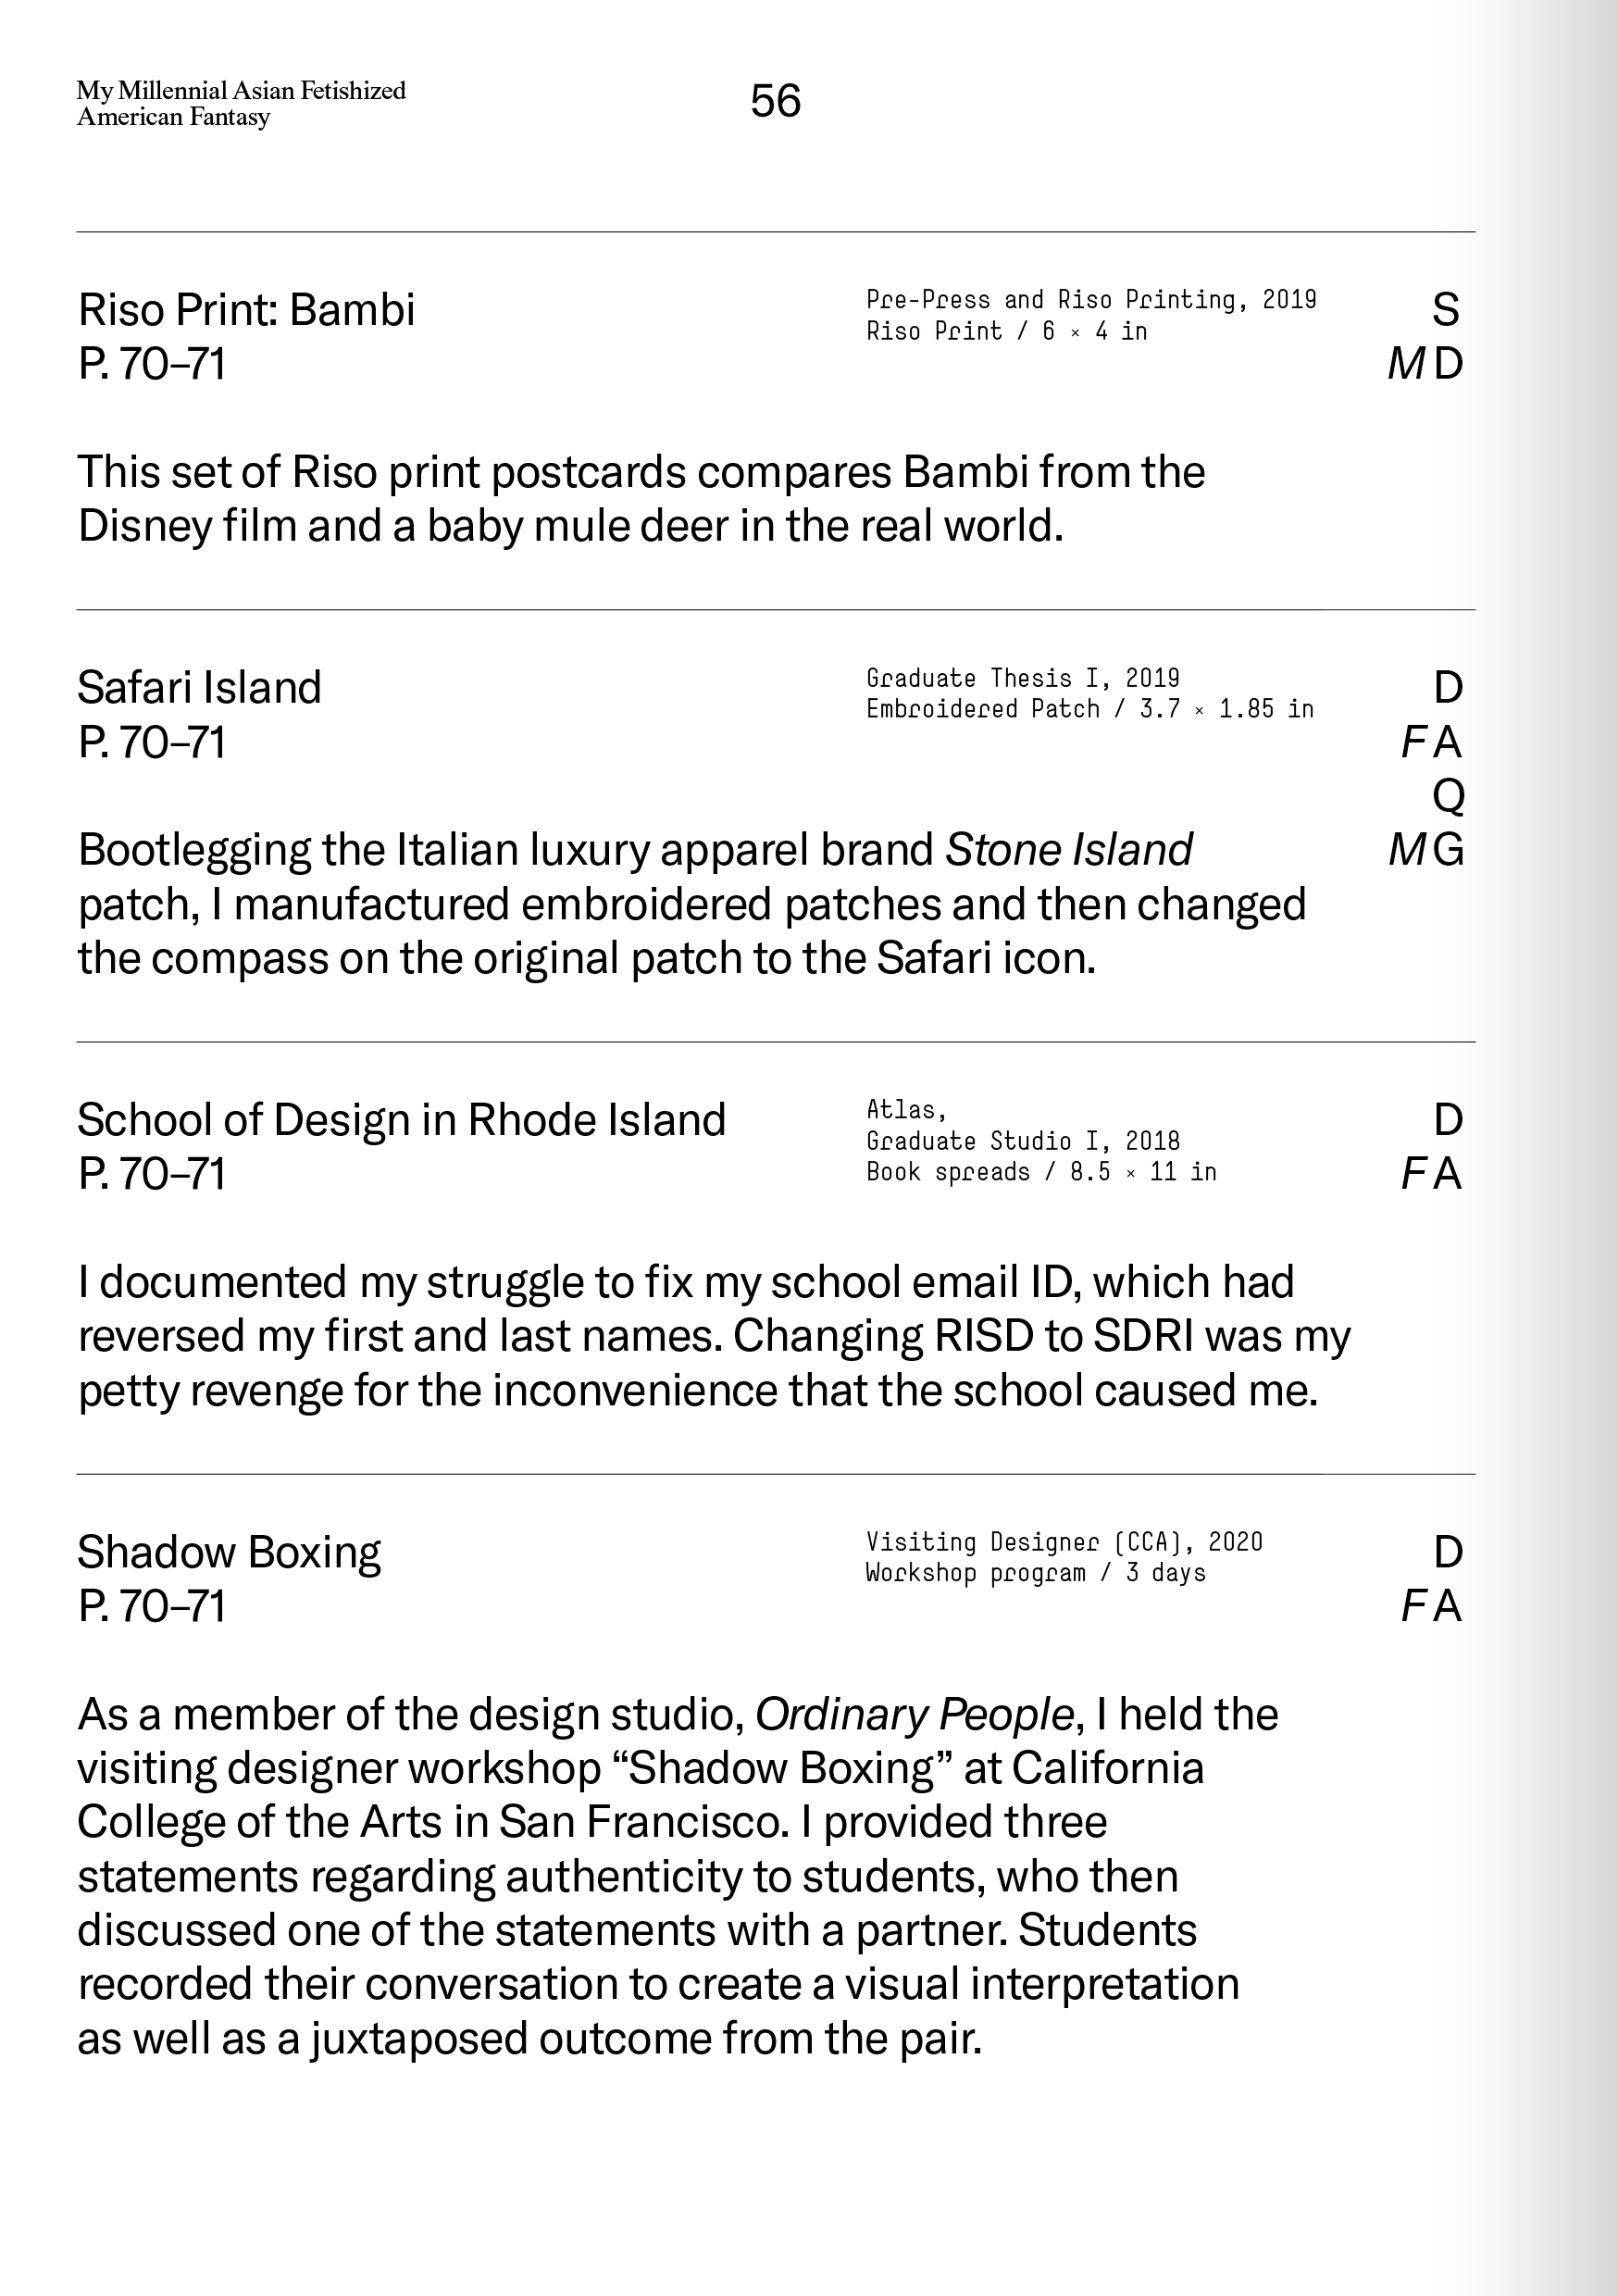 My Millennial Asian Fetishized
American Fantasy
56
Riso Print: Bambi
P. 70–71
Pre-Press and Riso Printing, 2019
Riso Print / 6 × 4 in
S
M D
This set of Riso print postcards compares Bambi from the
Disney film and a baby mule deer in the real world.
Safari Island
P. 70–71
Graduate Thesis I, 2019
Embroidered Patch / 3.7 × 1.85 in
D
F A
Q
M G
Bootlegging the Italian luxury apparel brand Stone Island
patch, I manufactured embroidered patches and then changed
the compass on the original patch to the Safari icon.
School of Design in Rhode Island
P. 70–71
Atlas,
Graduate Studio I, 2018
Book spreads / 8.5 × 11 in
D
F A
I documented my struggle to fix my school email ID, which had
reversed my first and last names. Changing RISD to SDRI was my
petty revenge for the inconvenience that the school caused me.
Shadow Boxing
P. 70–71
Visiting Designer (CCA), 2020
Workshop program / 3 days
D
F A
As a member of the design studio, Ordinary People, I held the
visiting designer workshop “Shadow Boxing” at California
College of the Arts in San Francisco. I provided three
statements regarding authenticity to students, who then
discussed one of the statements with a partner. Students
recorded their conversation to create a visual interpretation
as well as a juxtaposed outcome from the pair.